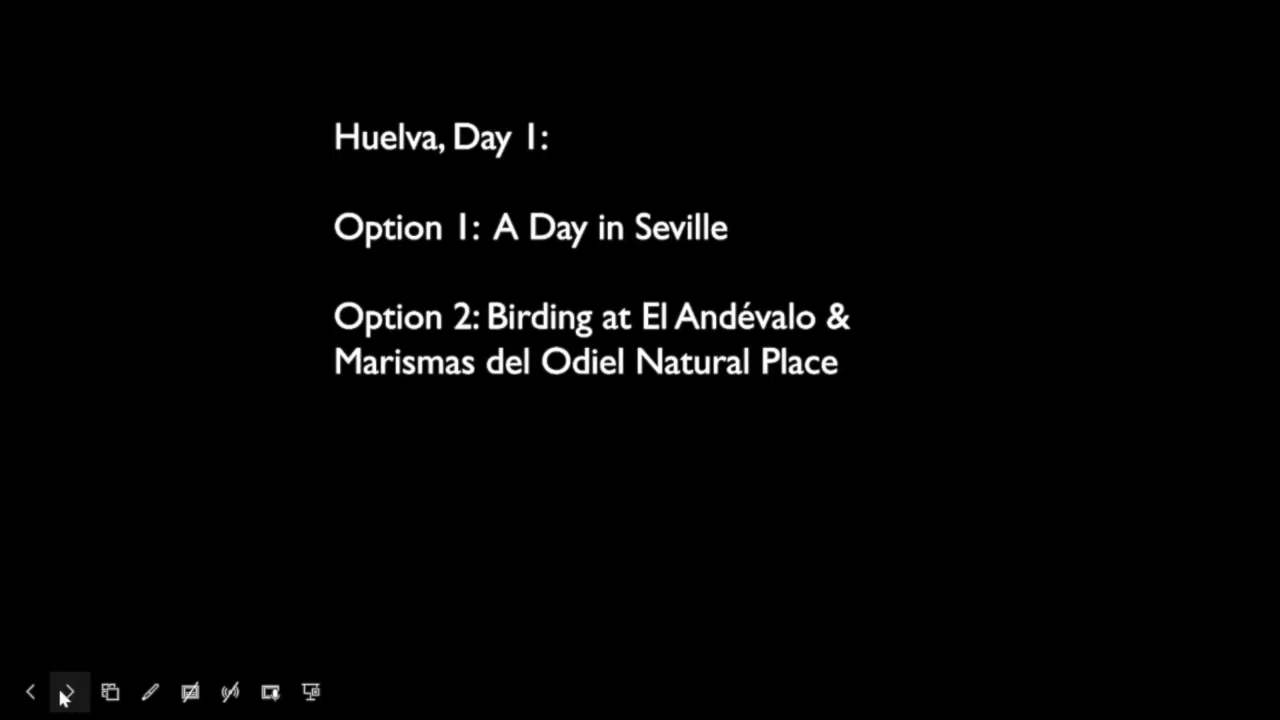 Huelva, Day 1:
Option 1: A Day in Seville
Option 2: Birding at El Andévalo &
Marismas del Odiel Natural Place